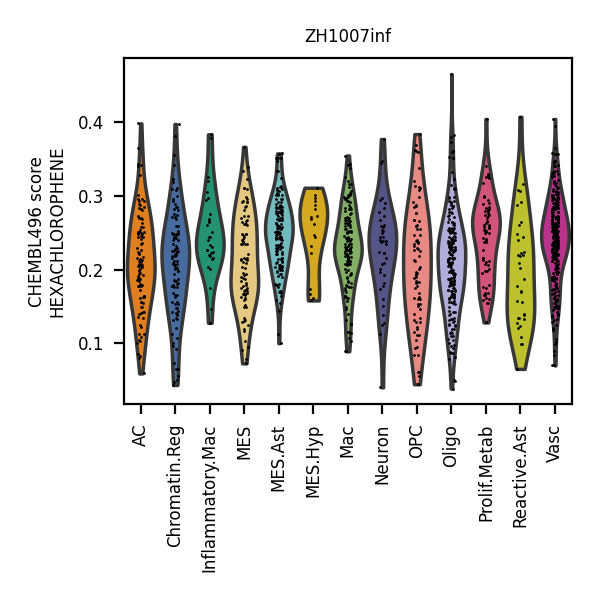 ZH1007inf
CHEMBL496 score
HEXACHLOROPHENE
0.4
0.3
0.2
0.1
AC
Chromatin.Reg
Inflammatory.Mac
MES
MES.Ast
MES.Hyp
Mac
Neuron
OPC
Oligo
Prolif.Metab
Reactive.Ast
Vasc